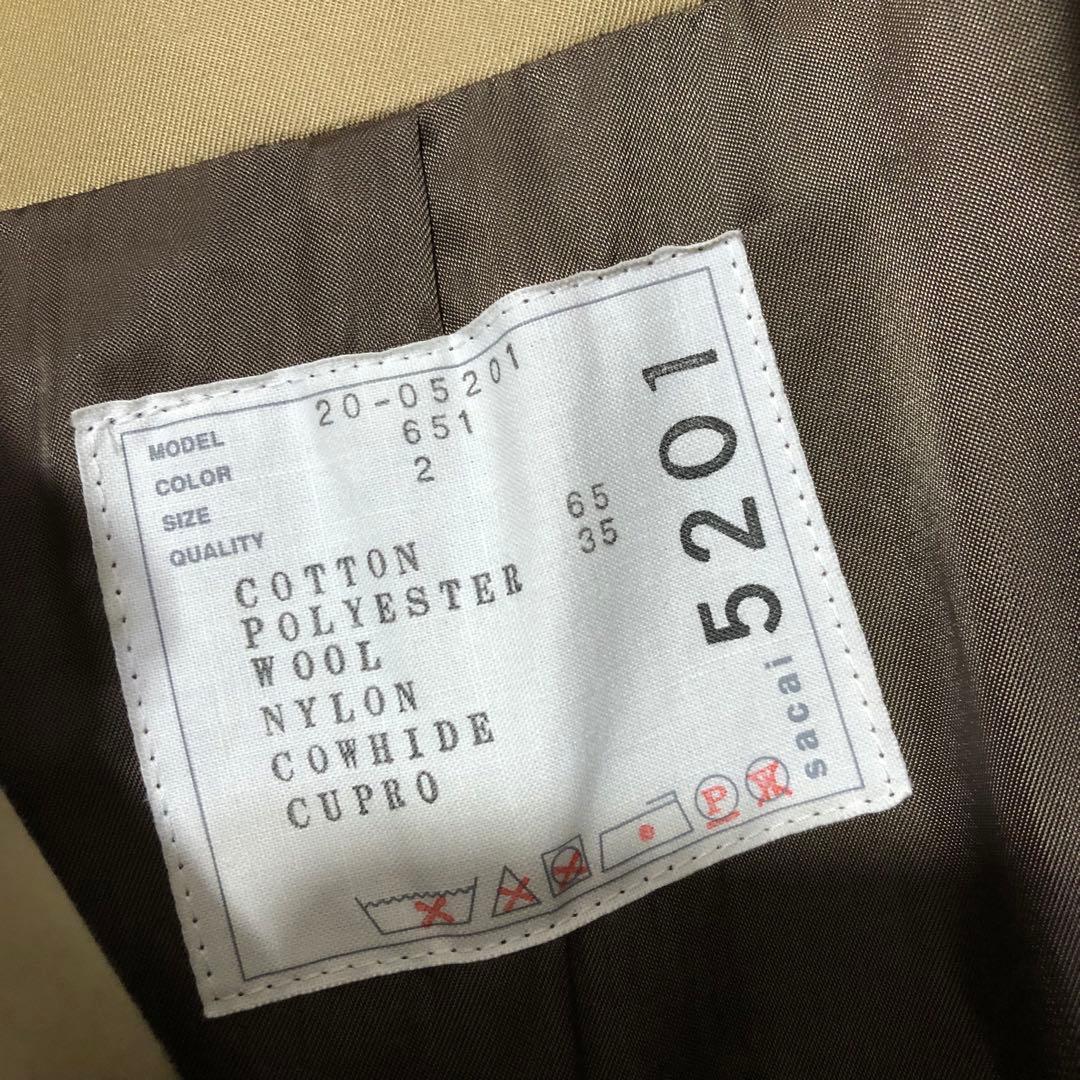 MODEL 20-05201
COLOR 651
SIZE 2
QUALITY
COTTON 65
POLYESTER 35
WOOL
NYLON
COWHIDE
CUPRO
sacai 5201
P W